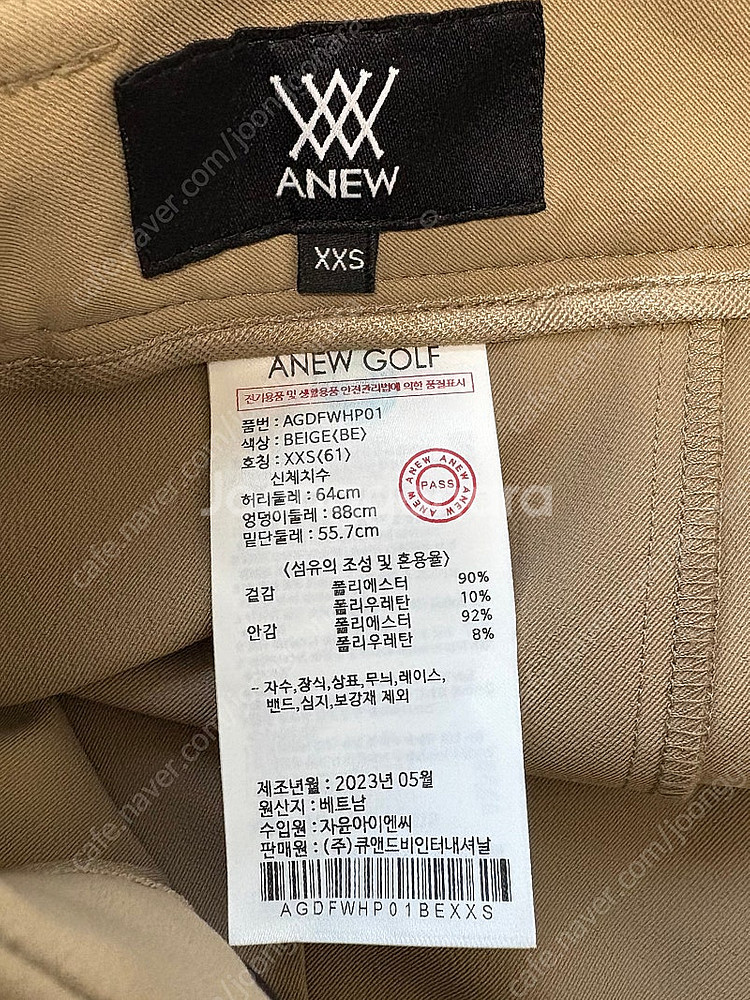 ANEW
XXS
ANEW GOLF
전기용품 및 생활용품 안전관리법에 의한 품질표시
품번 : AGDFWHP01
색상 : BEIGE(BE)
호칭 : XXS(61)
신체치수
허리둘레 : 64cm
엉덩이둘레 : 88cm
밑단둘레 : 55.7cm
ANEW ANEW ANEW ANEW
PASS
Joonggonara
(섬유의 조성 및 혼용율)
겉감 폴리에스터 90%
폴리우레탄 10%
안감 폴리에스터 92%
폴리우레탄 8%
- 자수,장식,상표,무늬,레이스,
밴드,심지,보강재 제외
제조년월 : 2023년 05월
원산지 : 베트남
수입원 : 자윤아이엔씨
판매원 : (주)큐앤드비인터내셔날
AGDFWHP01BEXXS
cafe.naver.com/joonggonara